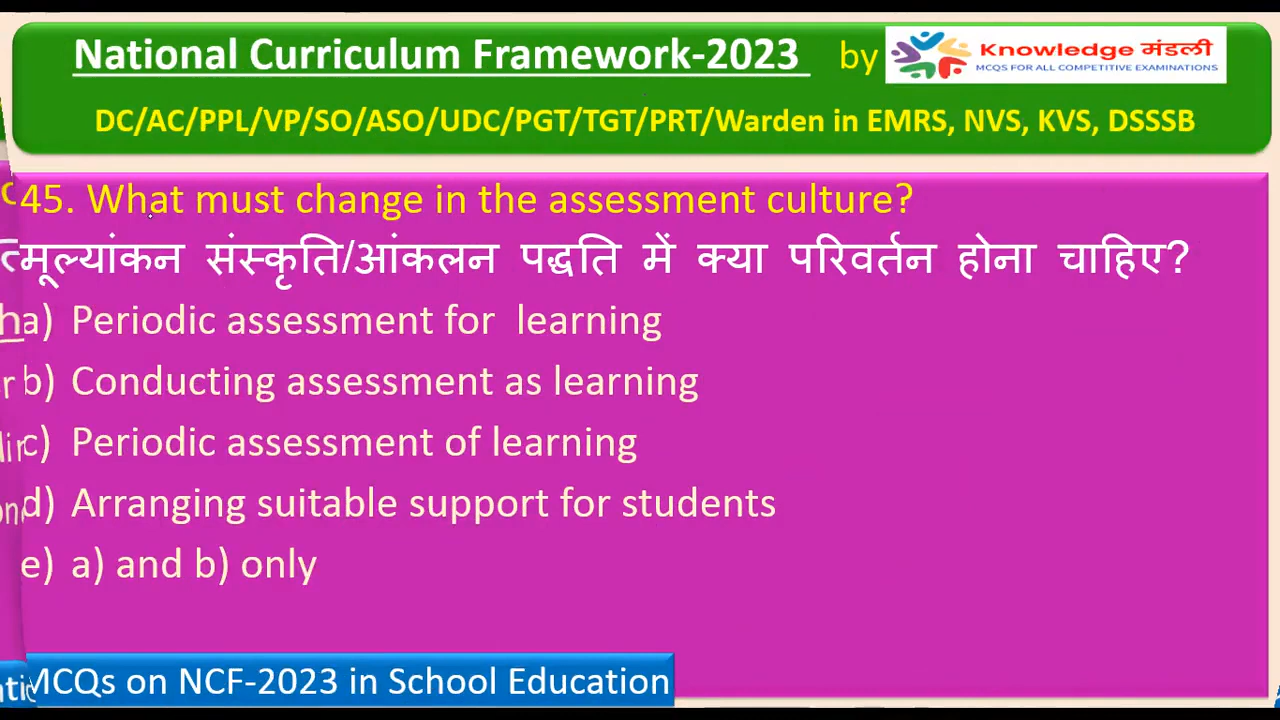 National Curriculum Framework-2023 by Knowledge मंडली
MCQS FOR ALL COMPETITIVE EXAMINATIONS
DC/AC/PPL/VP/SO/ASO/UDC/PGT/TGT/PRT/Warden in EMRS, NVS, KVS, DSSSB
45. What must change in the assessment culture?
मूल्यांकन संस्कृति/आंकलन पद्धति में क्या परिवर्तन होना चाहिए?
a) Periodic assessment for learning
b) Conducting assessment as learning
c) Periodic assessment of learning
d) Arranging suitable support for students
e) a) and b) only
MCQs on NCF-2023 in School Education